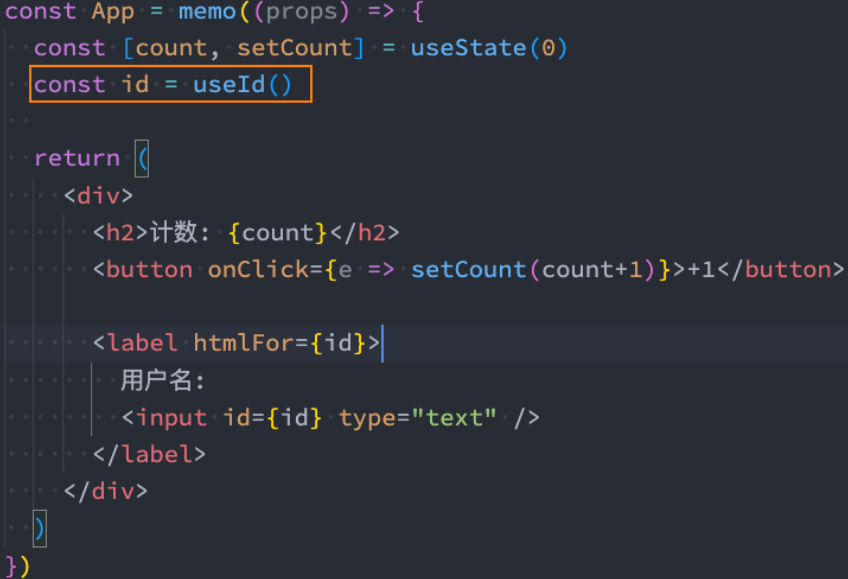 const App = memo((props) => {
  const [count, setCount] = useState(0)
  const id = useId()

  return (
    <div>
      <h2>计数: {count}</h2>
      <button onClick={e => setCount(count+1)}>+1</button>

      <label htmlFor={id}>
        用户名:
        <input id={id} type="text" />
      </label>
    </div>
  )
})